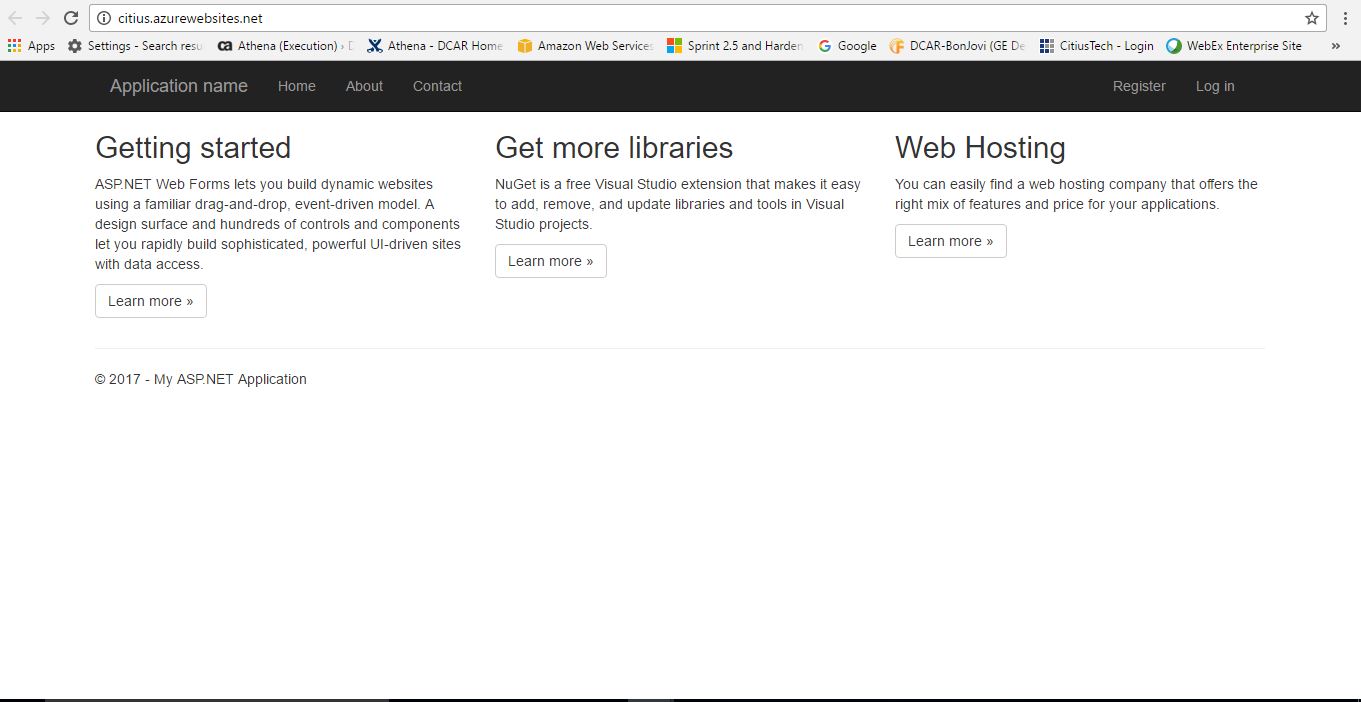 citius.azurewebsites.net
Apps Settings - Search resu Athena (Execution) › D Athena - DCAR Home Amazon Web Services Sprint 2.5 and Harden Google DCAR-BonJovi (GE De CitiusTech - Login WebEx Enterprise Site »
Application name Home About Contact Register Log in
Getting started
ASP.NET Web Forms lets you build dynamic websites
using a familiar drag-and-drop, event-driven model. A
design surface and hundreds of controls and components
let you rapidly build sophisticated, powerful UI-driven sites
with data access.
Learn more »
Get more libraries
NuGet is a free Visual Studio extension that makes it easy
to add, remove, and update libraries and tools in Visual
Studio projects.
Learn more »
Web Hosting
You can easily find a web hosting company that offers the
right mix of features and price for your applications.
Learn more »
© 2017 - My ASP.NET Application